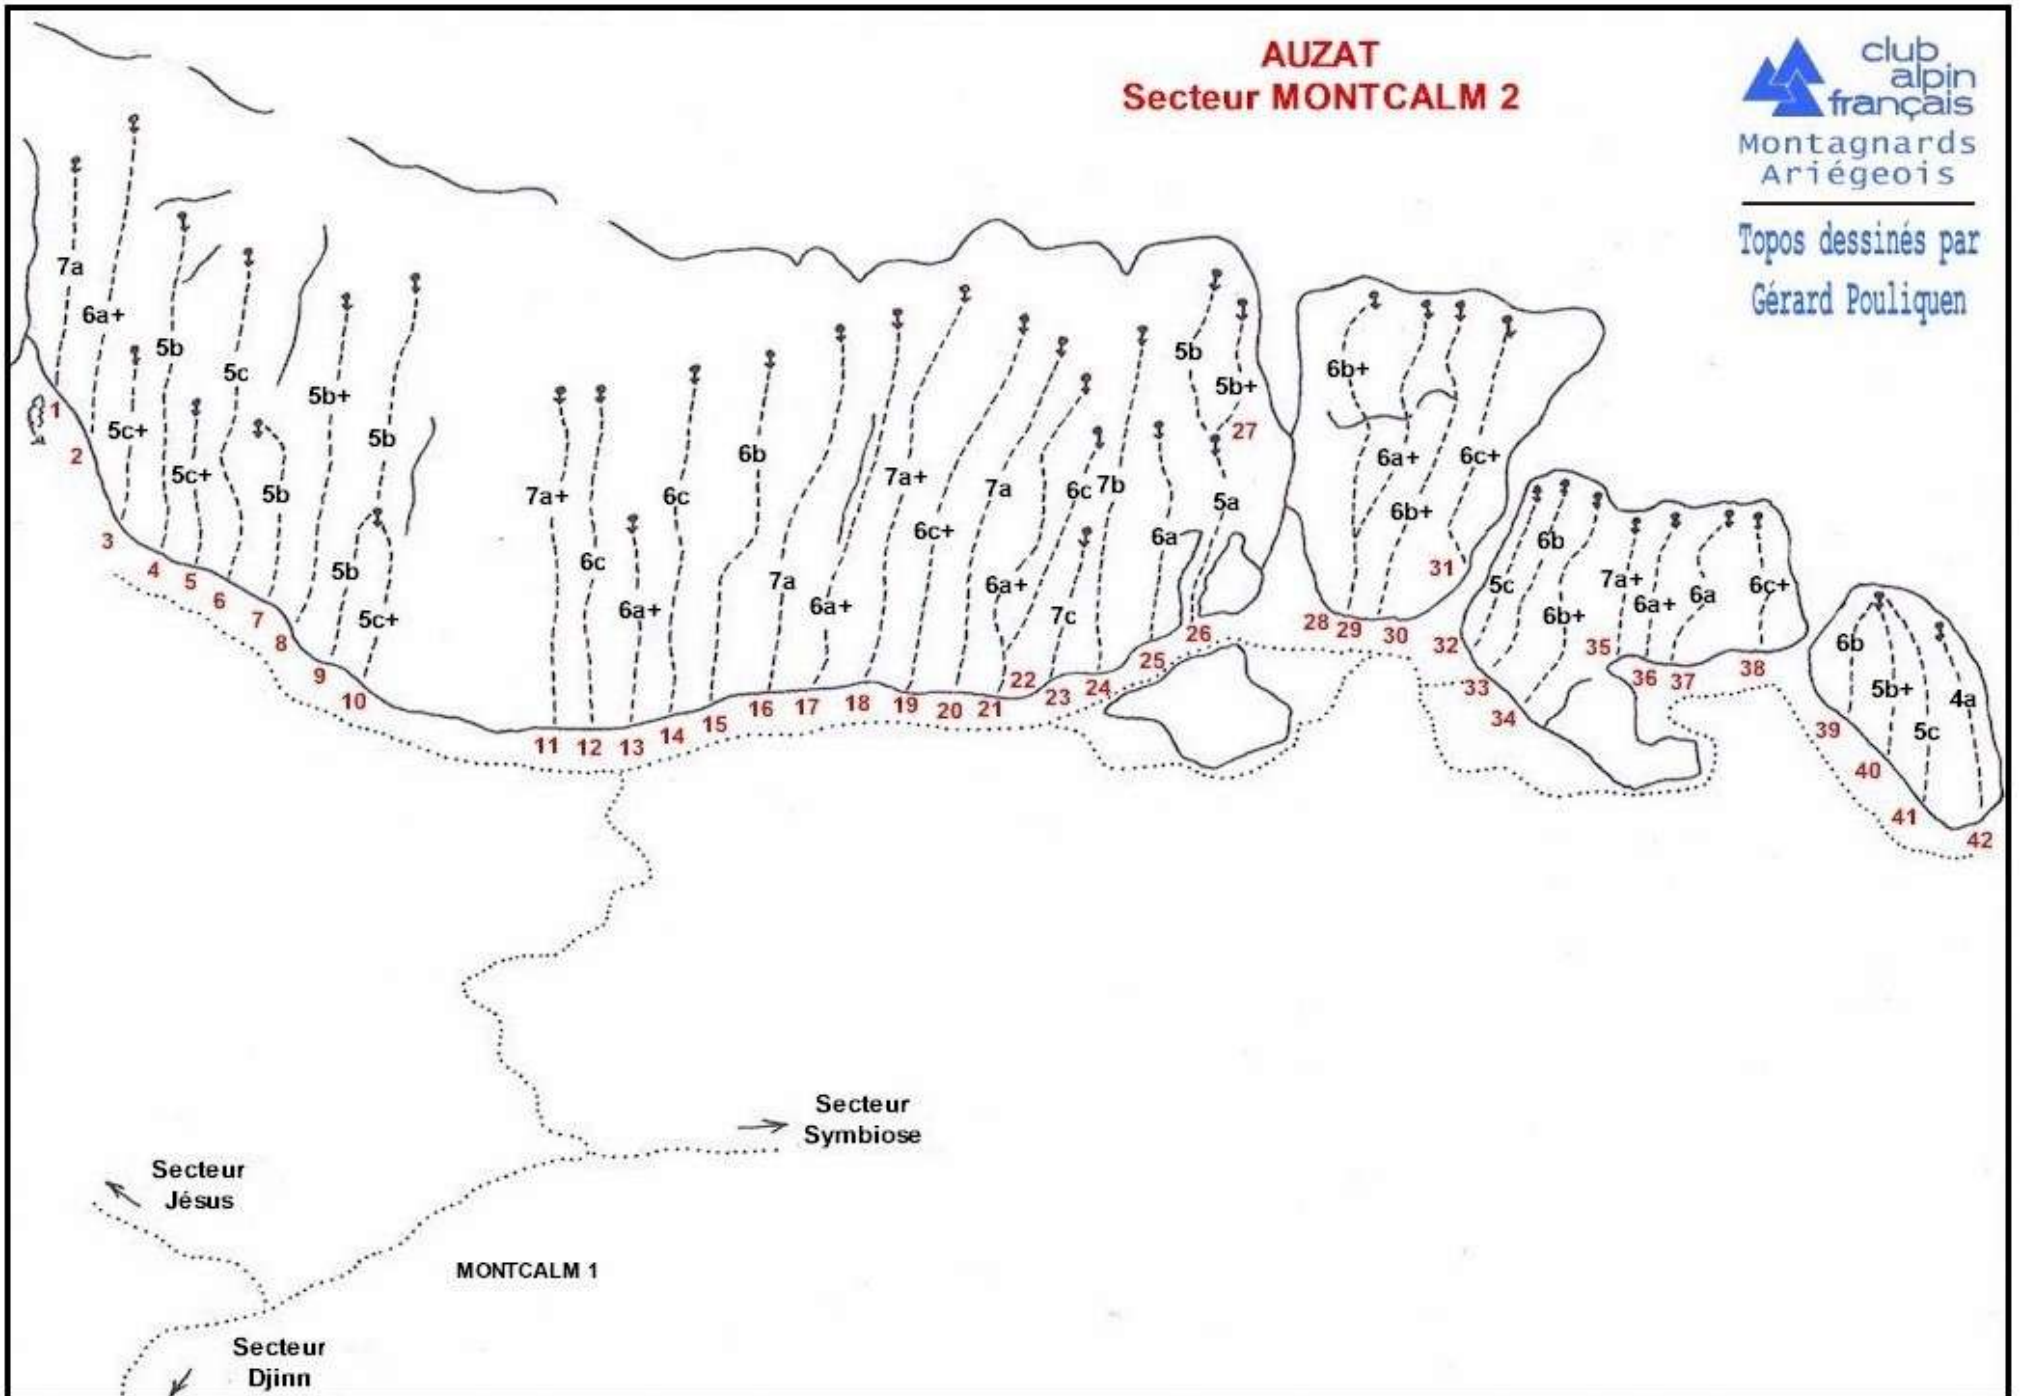 AUZAT
Secteur MONTCALM 2
club
alpin
français
Montagnards
Ariégeois
Topos dessinés par
Gérard Pouliquen
7a
6a+
5b
5c
5c+
5c+
5b
5b+
5b
5b
5c+
7a+
6c
6a+
6c
6b
7a
6a+
7a+
6c+
7a
6a+
6c
7b
7c
6a
5b
5b+
5a
6b+
6a+
6b+
6c+
5c
6b
6b+
7a+
6a+
6a
6c+
6b
5b+
5c
4a
1
2
3
4
5
6
7
8
9
10
11
12
13
14
15
16
17
18
19
20
21
22
23
24
25
26
27
28
29
30
31
32
33
34
35
36
37
38
39
40
41
42
Secteur
Symbiose
Secteur
Jésus
MONTCALM 1
Secteur
Djinn